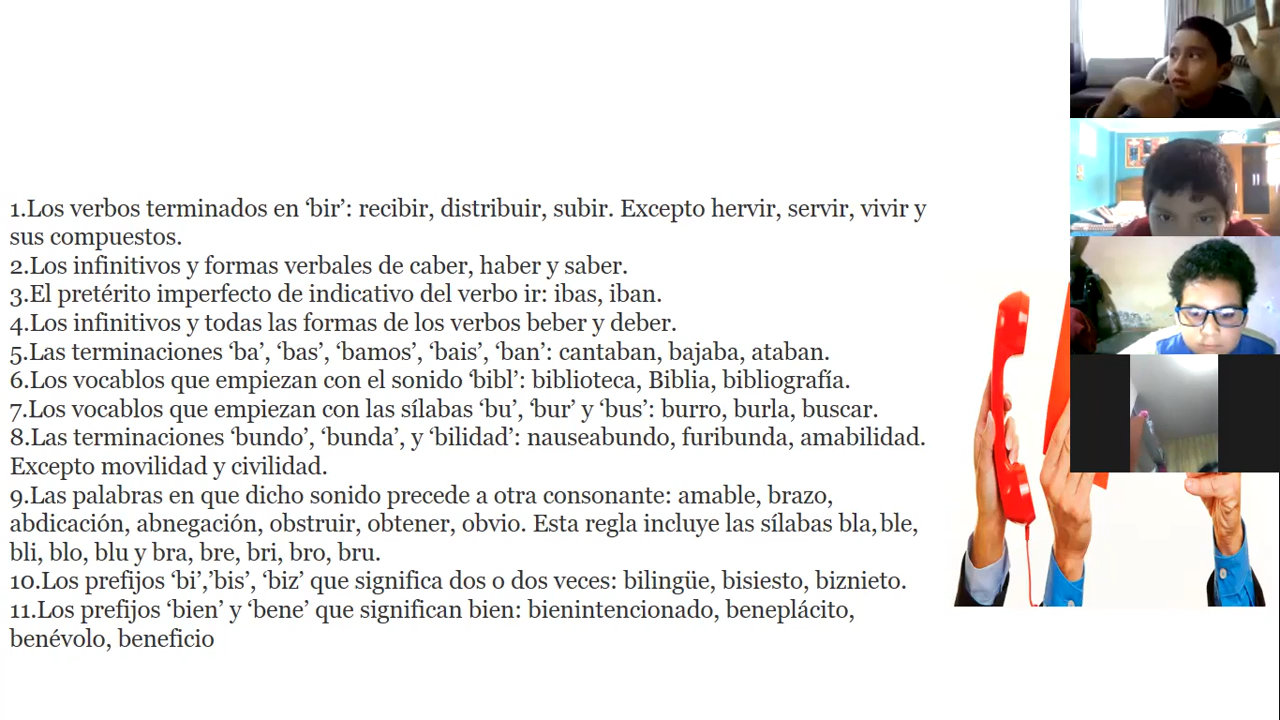 1.Los verbos terminados en ‘bir’: recibir, distribuir, subir. Excepto hervir, servir, vivir y
sus compuestos.
2.Los infinitivos y formas verbales de caber, haber y saber.
3.El pretérito imperfecto de indicativo del verbo ir: ibas, iban.
4.Los infinitivos y todas las formas de los verbos beber y deber.
5.Las terminaciones ‘ba’, ‘bas’, ‘bamos’, ‘bais’, ‘ban’: cantaban, bajaba, ataban.
6.Los vocablos que empiezan con el sonido ‘bibl’: biblioteca, Biblia, bibliografía.
7.Los vocablos que empiezan con las sílabas ‘bu’, ‘bur’ y ‘bus’: burro, burla, buscar.
8.Las terminaciones ‘bundo’, ‘bunda’, y ‘bilidad’: nauseabundo, furibunda, amabilidad.
Excepto movilidad y civilidad.
9.Las palabras en que dicho sonido precede a otra consonante: amable, brazo,
abdicación, abnegación, obstruir, obtener, obvio. Esta regla incluye las sílabas bla, ble,
bli, blo, blu y bra, bre, bri, bro, bru.
10.Los prefijos ‘bi’,’bis’, ‘biz’ que significa dos o dos veces: bilingüe, bisiesto, biznieto.
11.Los prefijos ‘bien’ y ‘bene’ que significan bien: bienintencionado, beneplácito,
benévolo, beneficio